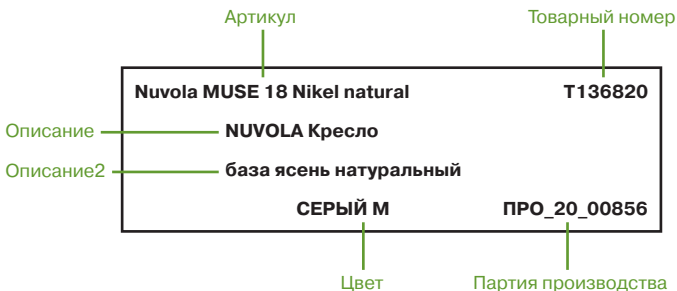 Артикул Товарный номер
Nuvola MUSE 18 Nikel natural T136820
Описание NUVOLA Кресло
Описание2 база ясень натуральный
СЕРЫЙ М ПРО_20_00856
Цвет Партия производства